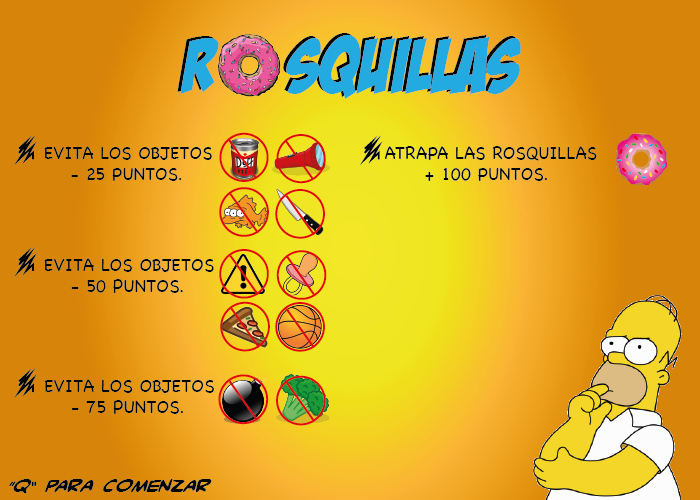 ROSQUILLAS
EVITA LOS OBJETOS
- 25 PUNTOS.
Duff
ATRAPA LAS ROSQUILLAS
+ 100 PUNTOS.
EVITA LOS OBJETOS
- 50 PUNTOS.
EVITA LOS OBJETOS
- 75 PUNTOS.
"Q" PARA COMENZAR